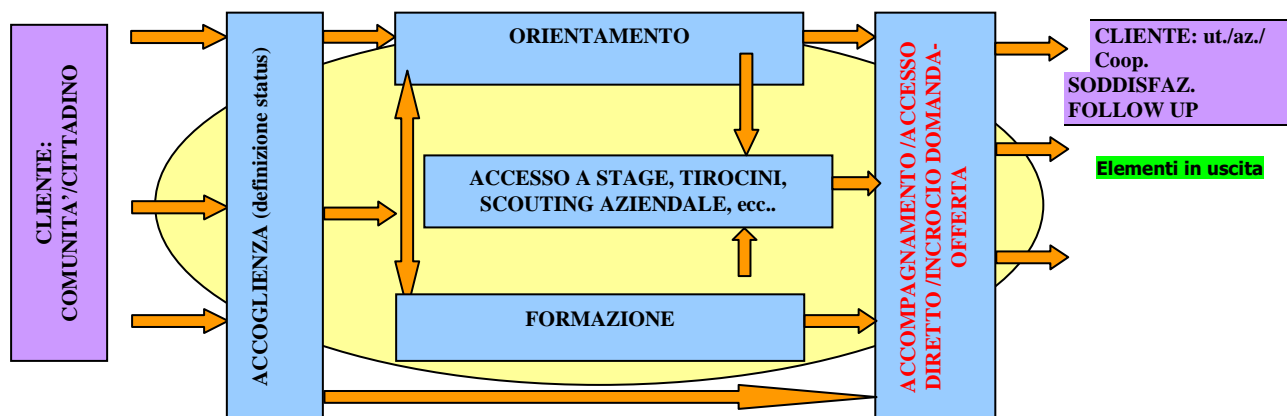 CLIENTE:
COMUNITA’/CITTADINO
ACCOGLIENZA (definizione status)
ORIENTAMENTO
ACCESSO A STAGE, TIROCINI,
SCOUTING AZIENDALE, ecc..
FORMAZIONE
ACCOMPAGNAMENTO /ACCESSO
DIRETTO /INCROCIO DOMANDA-
OFFERTA
CLIENTE: ut./az./
Coop.
SODDISFAZ.
FOLLOW UP
Elementi in uscita